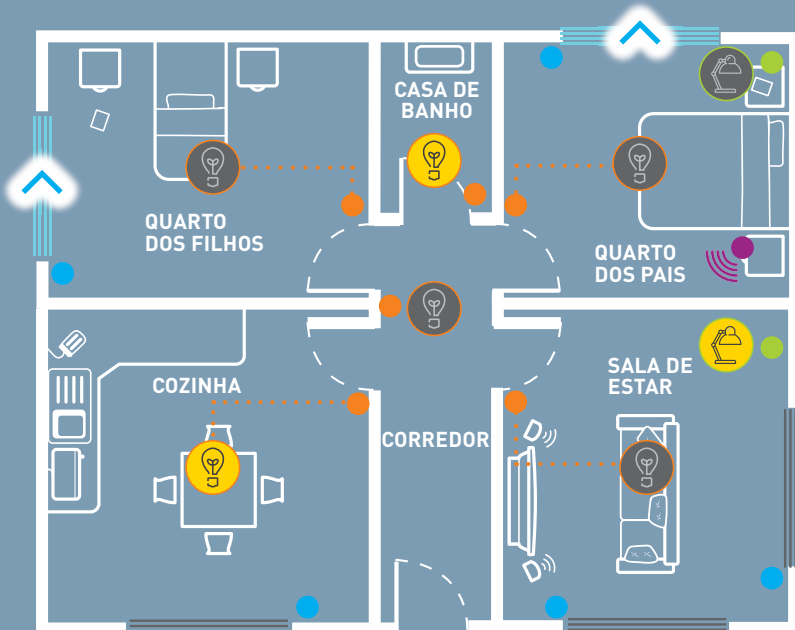 CASA DE
BANHO
QUARTO
DOS FILHOS
QUARTO
DOS PAIS
COZINHA
SALA DE
ESTAR
CORREDOR